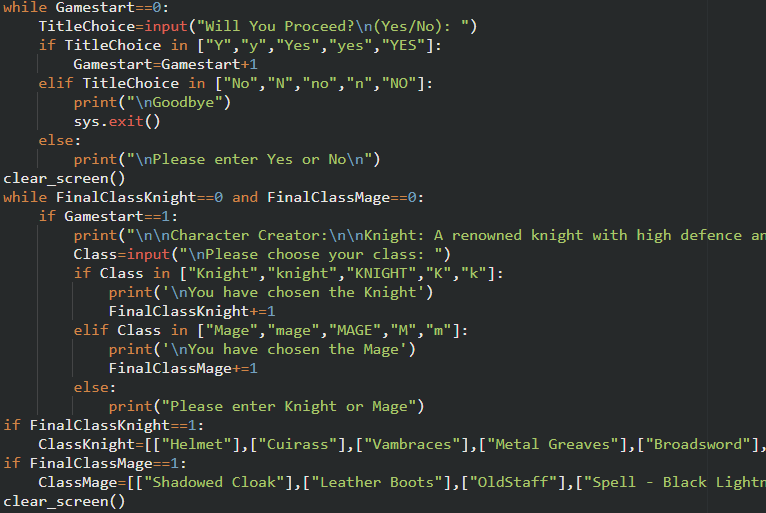 while Gamestart==0:
    TitleChoice=input("Will You Proceed?\n(Yes/No): ")
    if TitleChoice in ["Y","y","Yes","yes","YES"]:
        Gamestart=Gamestart+1
    elif TitleChoice in ["No","N","no","n","NO"]:
        print("\nGoodbye")
        sys.exit()
    else:
        print("\nPlease enter Yes or No\n")
clear_screen()
while FinalClassKnight==0 and FinalClassMage==0:
    if Gamestart==1:
        print("\n\nCharacter Creator:\n\nKnight: A renowned knight with high defence
        Class=input("\nPlease choose your class: ")
        if Class in ["Knight","knight","KNIGHT","K","k"]:
            print('\nYou have chosen the Knight')
            FinalClassKnight+=1
        elif Class in ["Mage","mage","MAGE","M","m"]:
            print('\nYou have chosen the Mage')
            FinalClassMage+=1
        else:
            print("Please enter Knight or Mage")
if FinalClassKnight==1:
    ClassKnight=[["Helmet"],["Cuirass"],["Vambraces"],["Metal Greaves"],["Broadsword"],
if FinalClassMage==1:
    ClassMage=[["Shadowed Cloak"],["Leather Boots"],["OldStaff"],["Spell - Black
clear_screen()